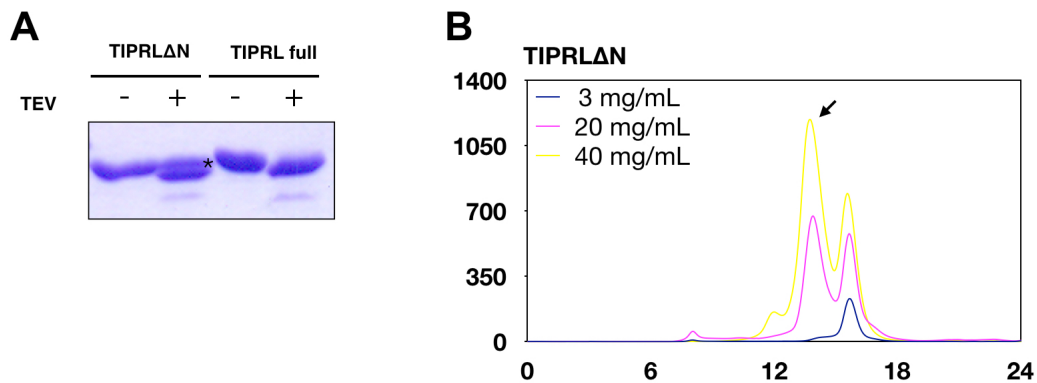 A
TIPRLΔN TIPRL full
TEV - + - +
*
B
TIPRLΔN
1400
1050
700
350
0
3 mg/mL
20 mg/mL
40 mg/mL
0 6 12 18 24